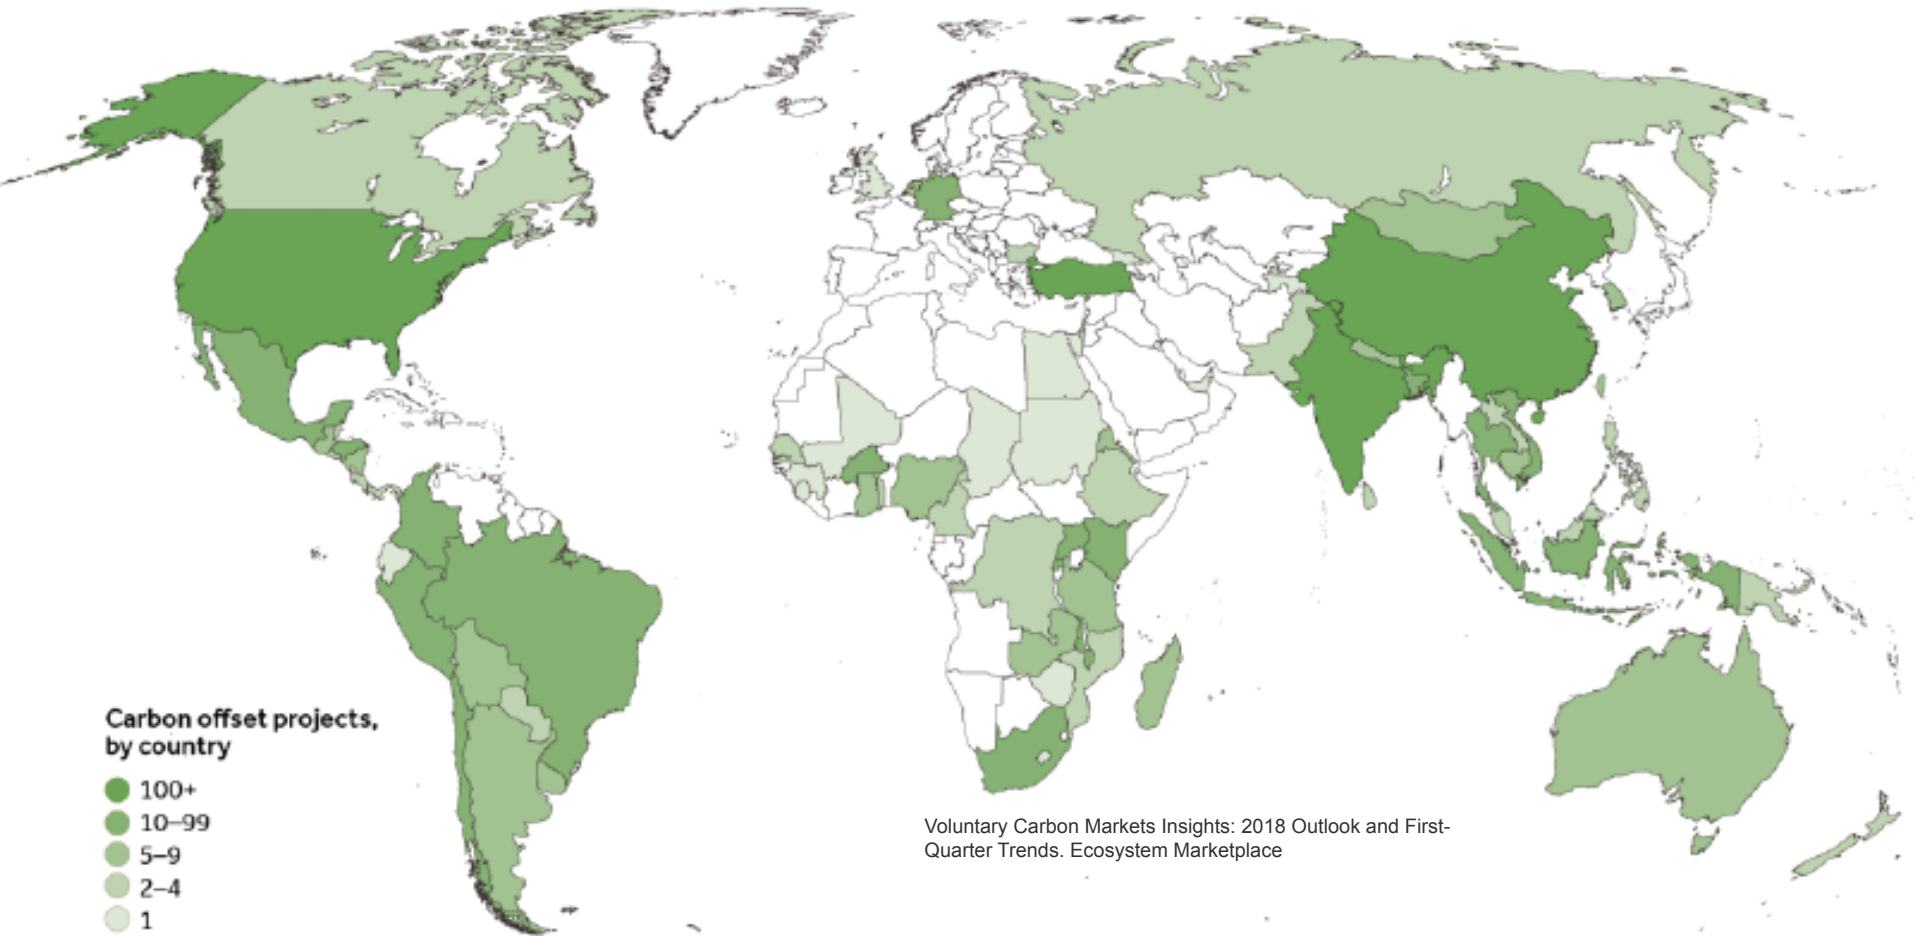 Carbon offset projects,
by country
100+
10–99
5–9
2–4
1
Voluntary Carbon Markets Insights: 2018 Outlook and First-
Quarter Trends. Ecosystem Marketplace